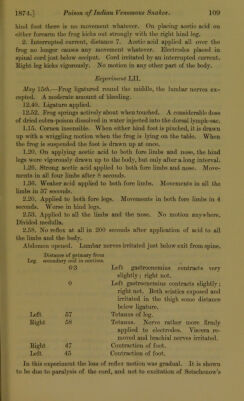 1874.] Poison of Indian Venomous Snakes. 109
hind foot there is no movement whatever. On placing acetic acid on
either forearm the frog kicks out strongly with the right hind leg.
2. Interrupted current, distance 7. Acetic acid applied all over the
frog no longer causes any movement whatever. Electrodes placed in
spinal cord just below occiput. Cord irritated by an interrupted current.
Right leg kicks vigorously. No motion in any other part of the body.
Experiment LII.
May 15th.—Frog ligatured round the middle, the lumbar nerves ex-
cepted. A moderate amount of bleeding.
12.40. Ligature applied.
12.52. Frog springs actively about when touched. A considerable dose
of dried cobra-poison dissolved in water injected into the dorsal lymph-sac.
1.15. Cornea insensible. When either hind foot is pinched, it is drawn
up with a wriggling motion when the frog is lying on the table. When
the frog is suspended the foot is drawn up at once.
1.20. On applying acetic acid to both fore limbs and nose, the hind
legs were vigorously drawn up to the body, but only after a long interval.
1.26. Strong acetic acid applied to both fore limbs and nose. Move-
ments in all four limbs after 8 seconds.
1.36. Weaker acid applied to both fore limbs. Movements in all the
limbs in 37 seconds.
2.20. Applied to both fore legs. Movements in both fore limbs in 4
seconds. Worse in hind legs.
2.53. Applied to all the limbs and the nose. No motion anywhere,
Divided medulla.
2.58. No reflex at all in 200 seconds after application of acid to all
the limbs and the body.
Abdomen opened. Lumbar nerves irritated just below exit from spine.
Distance of primary from
Leg. secondary coil in motion.
Left gastrocnemius contracts very
slightly; right not.
0 Left gastrocnemius contracts slightly;
right not. Both sciatics exposed and
irritated in the thigh some distance
below ligature.
Left 57 Tetanus of leg.
Right 58 Tetanus. Nerve rather more firmly
applied to electrodes. Viscera re-
moved and brachial nerves irritated.
Right 47 Contraction of foot.
Left 45 Contraction of foot.
In this experiment the loss of reflex motion was gradual. It is shown
to be due to paralysis of the cord, and not to excitation of Setschenow's